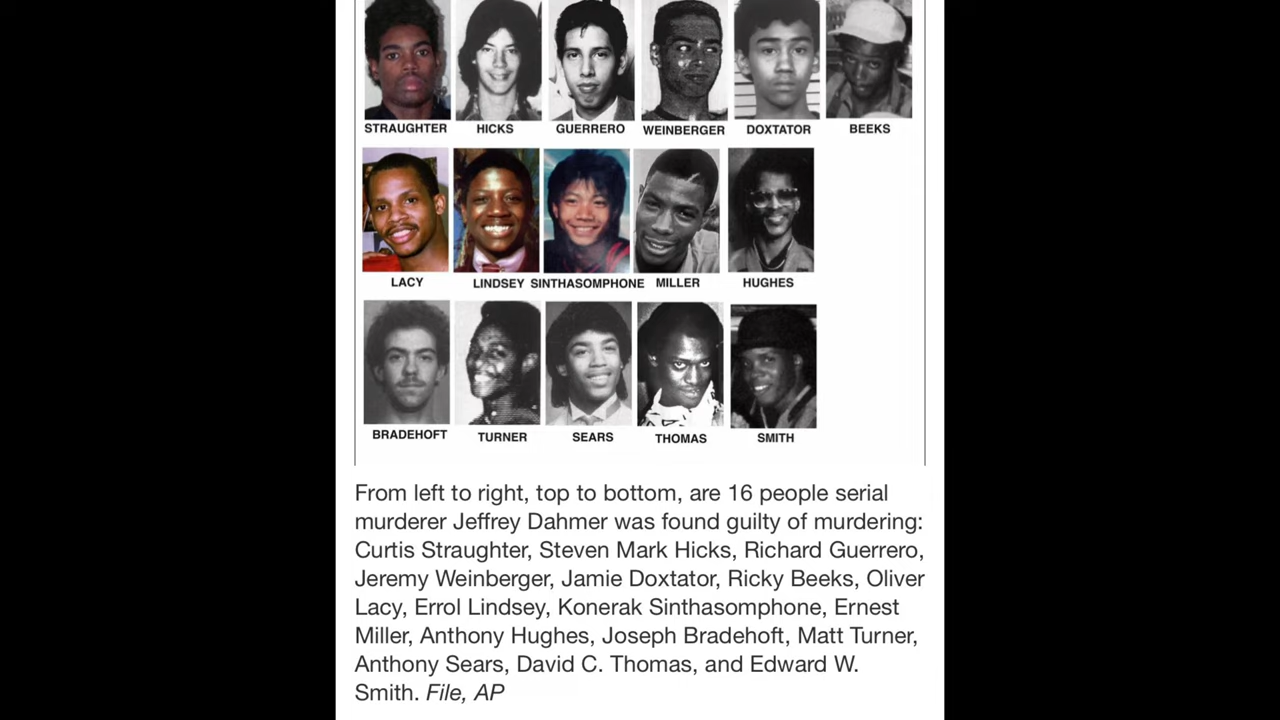 STRAUGHTER HICKS GUERRERO WEINBERGER DOXTATOR BEEKS
LACY LINDSEY SINTHASOMPHONE MILLER HUGHES
BRADEHOFT TURNER SEARS THOMAS SMITH
From left to right, top to bottom, are 16 people serial
murderer Jeffrey Dahmer was found guilty of murdering:
Curtis Straughter, Steven Mark Hicks, Richard Guerrero,
Jeremy Weinberger, Jamie Doxtator, Ricky Beeks, Oliver
Lacy, Errol Lindsey, Konerak Sinthasomphone, Ernest
Miller, Anthony Hughes, Joseph Bradehoft, Matt Turner,
Anthony Sears, David C. Thomas, and Edward W.
Smith. File, AP